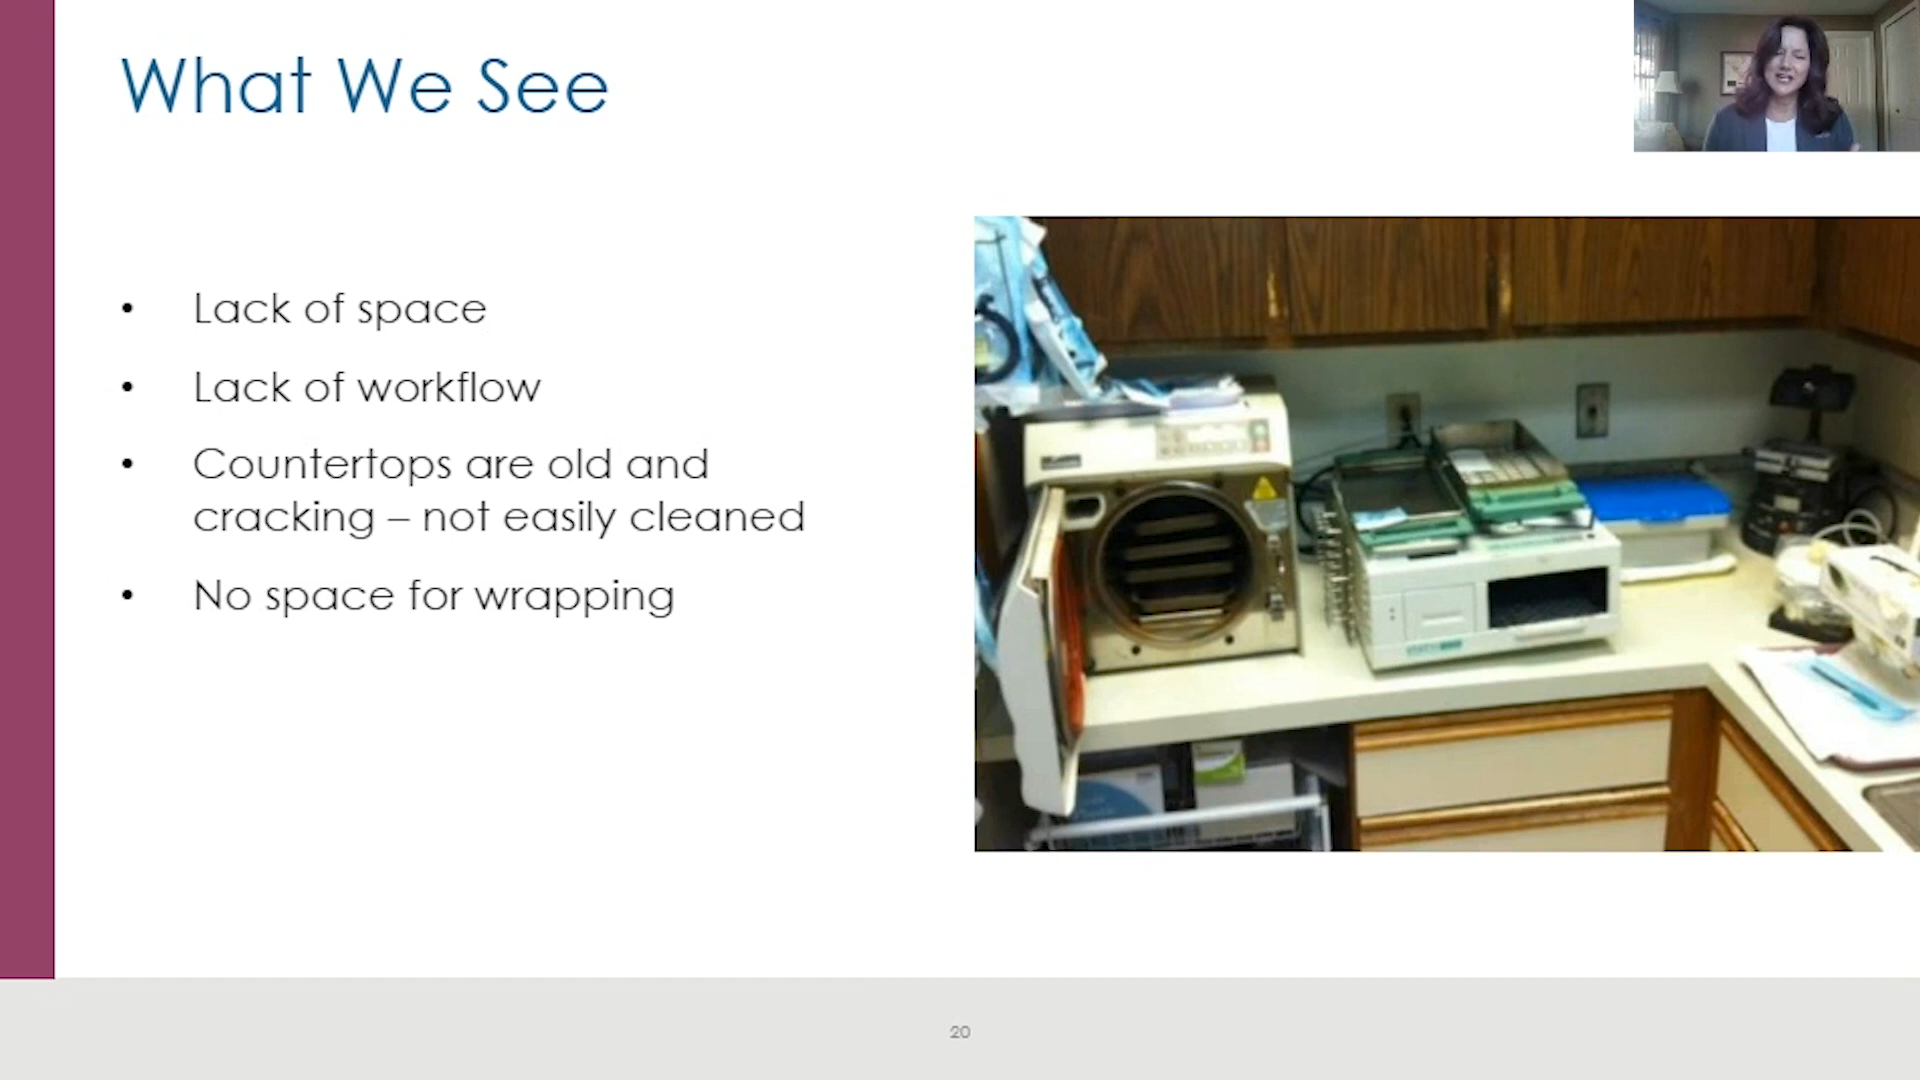 What We See
• Lack of space
• Lack of workflow
• Countertops are old and
cracking – not easily cleaned
• No space for wrapping
20